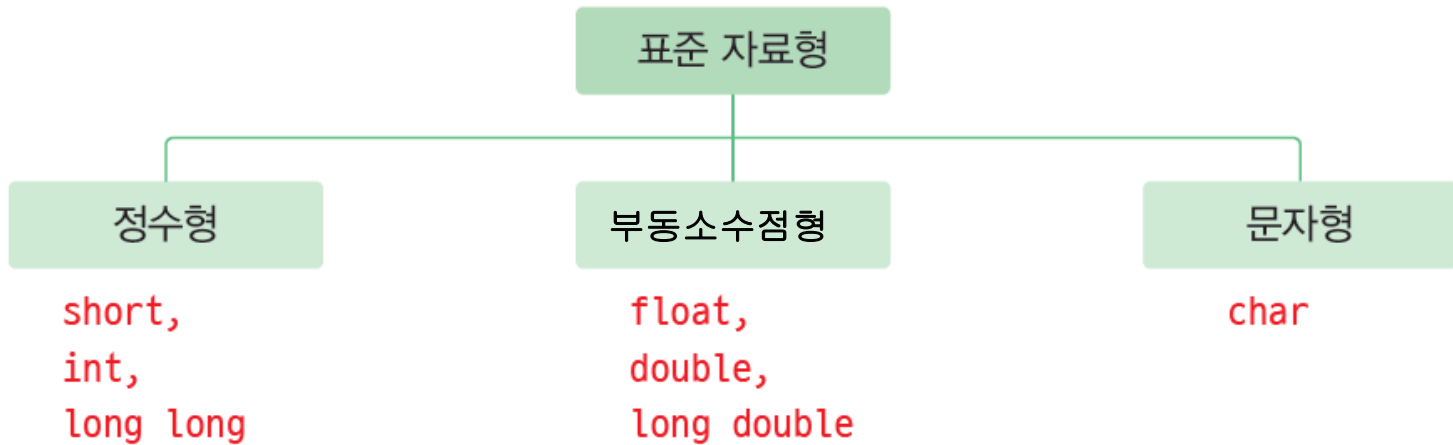 표준 자료형
정수형
부동소수점형
문자형
short,
int,
long long
float,
double,
long double
char